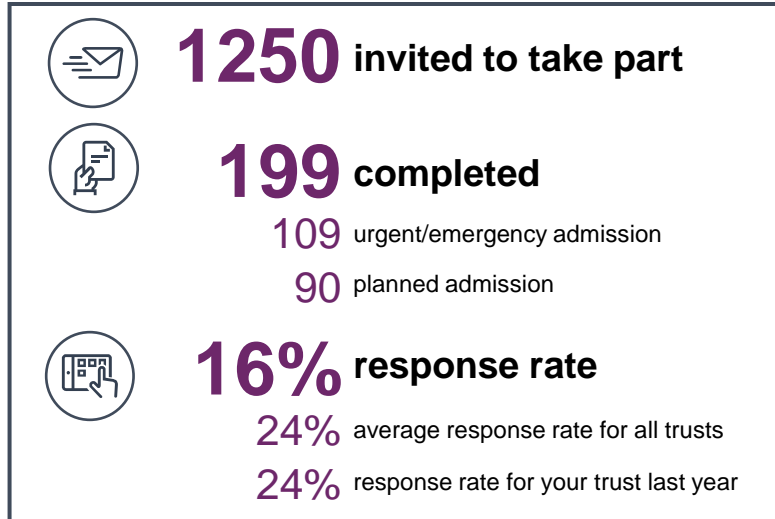 1250 invited to take part
199 completed
109 urgent/emergency admission
90 planned admission
16% response rate
24% average response rate for all trusts
24% response rate for your trust last year